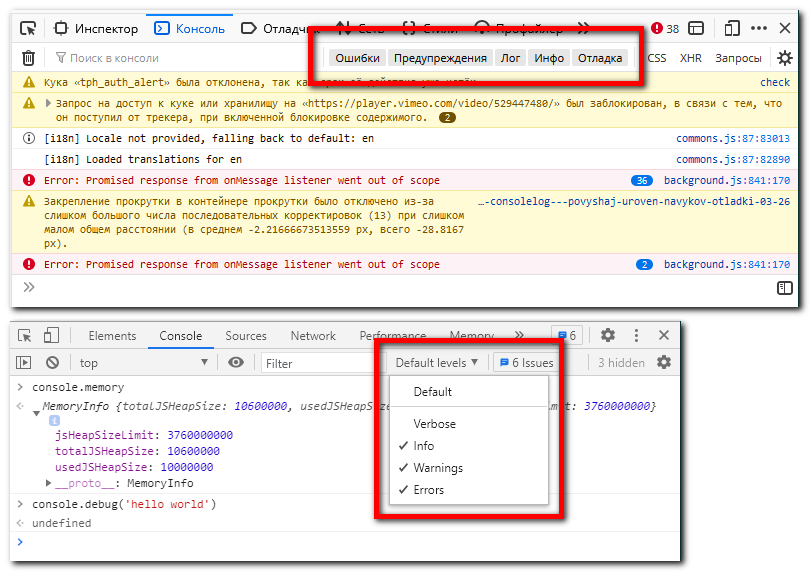 Инспектор Консоль Отладчик Сеть Стили Профайлер 38
Поиск в консоли Ошибки Предупреждения Лог Инфо Отладка CSS XHR Запросы
Кука «tph_auth_alert» была отклонена, так как срок её действия уже истёк. check
Запрос на доступ к куке или хранилищу на «https://player.vimeo.com/video/529447480/» был заблокирован, в связи с тем, что
он поступил от трекера, при включенной блокировке содержимого. 2
[i18n] Locale not provided, falling back to default: en commons.js:87:83013
[i18n] Loaded translations for en commons.js:87:82890
Error: Promised response from onMessage listener went out of scope 36 background.js:841:170
Закрепление прокрутки в контейнере прокрутки было отключено из-за …-consolelog---povyshaj-uroven-navykov-otladki-03-26
слишком большого числа последовательных корректировок (13) при слишком
малом общем расстоянии (в среднем -2.21666673513559 px, всего -28.8167
px).
Error: Promised response from onMessage listener went out of scope 2 background.js:841:170
Elements Console Sources Network Performance Memory 6
top Filter Default levels ▼ 6 Issues 3 hidden
console.memory
MemoryInfo {totalJSHeapSize: 10600000, usedJSHeapSize: 3760000000}
i
jsHeapSizeLimit: 3760000000
totalJSHeapSize: 10600000
usedJSHeapSize: 10000000
__proto__: MemoryInfo
console.debug('hello world')
undefined
Default
Verbose
✓ Info
✓ Warnings
✓ Errors